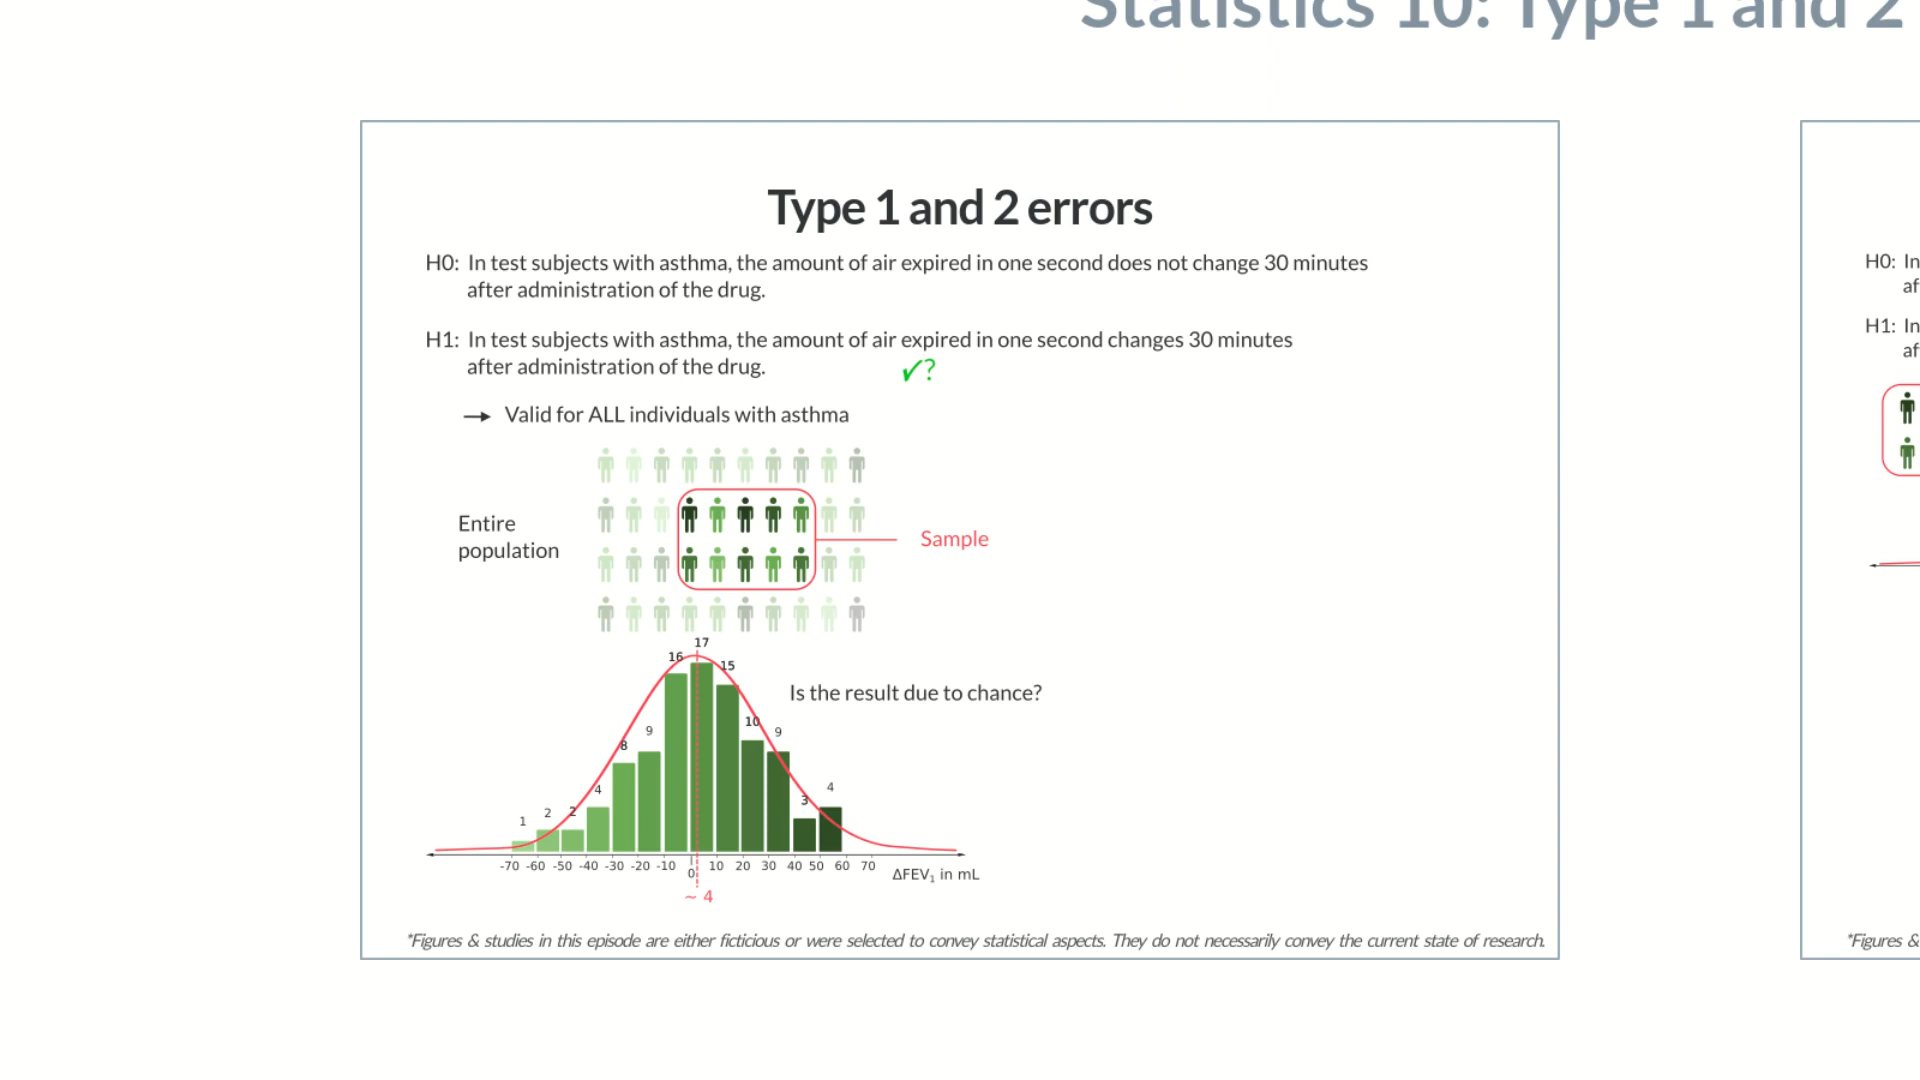 Statistics 10: Type 1 and 2
Type 1 and 2 errors
H0: In test subjects with asthma, the amount of air expired in one second does not change 30 minutes
after administration of the drug.
H1: In test subjects with asthma, the amount of air expired in one second changes 30 minutes
after administration of the drug.
✓?
→ Valid for ALL individuals with asthma
Entire
population
Sample
Is the result due to chance?
1 2 2 4 8 9 16 17 15 10 9 3 4
-70 -60 -50 -40 -30 -20 -10 0 10 20 30 40 50 60 70
ΔFEV₁ in mL
~ 4
*Figures & studies in this episode are either ficticious or were selected to convey statistical aspects. They do not necessarily convey the current state of research.
H0: In
af
H1: In
af
*Figures &